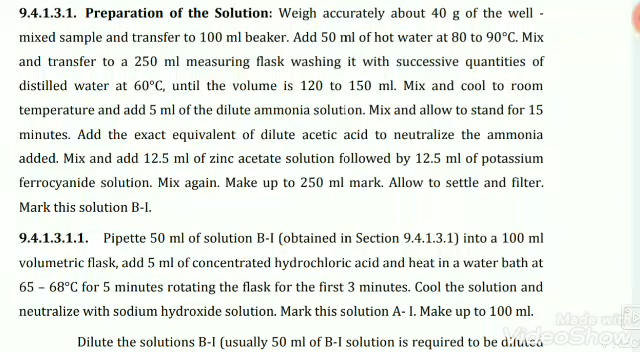 9.4.1.3.1. Preparation of the Solution: Weigh accurately about 40 g of the well -
mixed sample and transfer to 100 ml beaker. Add 50 ml of hot water at 80 to 90°C. Mix
and transfer to a 250 ml measuring flask washing it with successive quantities of
distilled water at 60°C, until the volume is 120 to 150 ml. Mix and cool to room
temperature and add 5 ml of the dilute ammonia solution. Mix and allow to stand for 15
minutes. Add the exact equivalent of dilute acetic acid to neutralize the ammonia
added. Mix and add 12.5 ml of zinc acetate solution followed by 12.5 ml of potassium
ferrocyanide solution. Mix again. Make up to 250 ml mark. Allow to settle and filter.
Mark this solution B-I.
9.4.1.3.1.1. Pipette 50 ml of solution B-I (obtained in Section 9.4.1.3.1) into a 100 ml
volumetric flask, add 5 ml of concentrated hydrochloric acid and heat in a water bath at
65 – 68°C for 5 minutes rotating the flask for the first 3 minutes. Cool the solution and
neutralize with sodium hydroxide solution. Mark this solution A- I. Make up to 100 ml.
Made with
VideoShow
Dilute the solutions B-I (usually 50 ml of B-I solution is required to be diluted